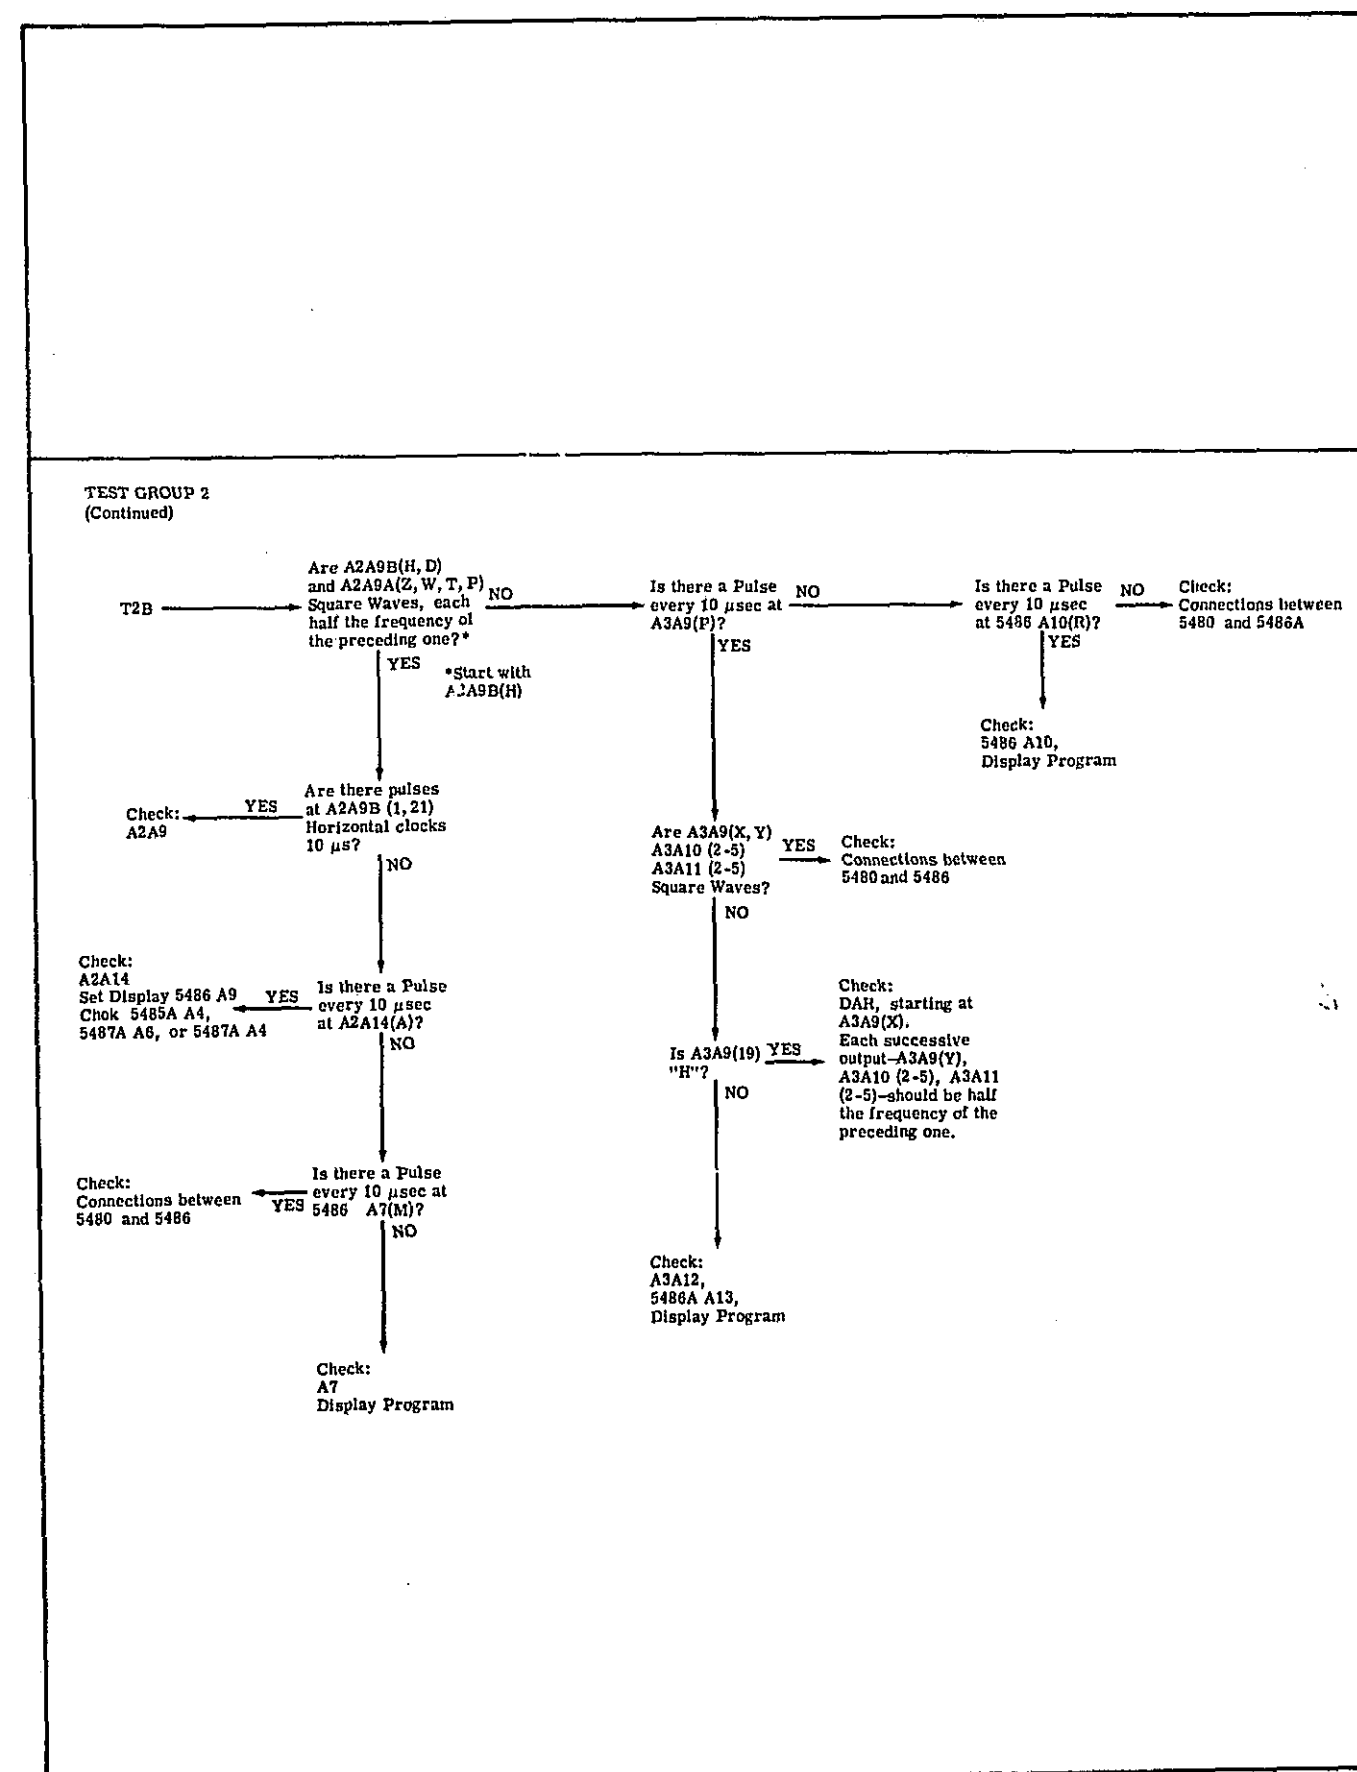 TEST GROUP 2
(Continued)
T2B
Are A2A9B(H, D)
and A2A9A(Z, W, T, P)
Square Waves, each
half the frequency of
the preceding one?*
NO
YES
*Start with
A2A9B(H)
Is there a Pulse
every 10 μsec at
A3A9(P)?
NO
YES
Is there a Pulse
every 10 μsec
at 5486 A10(R)?
NO
YES
Check:
Connections between
5480 and 5486A
Check:
5486 A10,
Display Program
Are there pulses
at A2A9B (1, 21)
Horizontal clocks
10 μs?
YES
NO
Check:
A2A9
Are A3A9(X, Y)
A3A10 (2-5)
A3A11 (2-5)
Square Waves?
YES
NO
Check:
Connections between
5480 and 5486
Check:
A2A14
Set Display 5486 A9
Chok 5485A A4,
5487A A6, or 5487A A4
YES
Is there a Pulse
every 10 μsec
at A2A14(A)?
NO
Is A3A9(19)
"H"?
YES
NO
Check:
DAR, starting at
A3A9(X).
Each successive
output—A3A9(Y),
A3A10 (2-5), A3A11
(2-5)—should be half
the frequency of the
preceding one.
Check:
Connections between
5480 and 5486
YES
Is there a Pulse
every 10 μsec at
5486 A7(M)?
NO
Check:
A3A12,
5486A A13,
Display Program
Check:
A7
Display Program